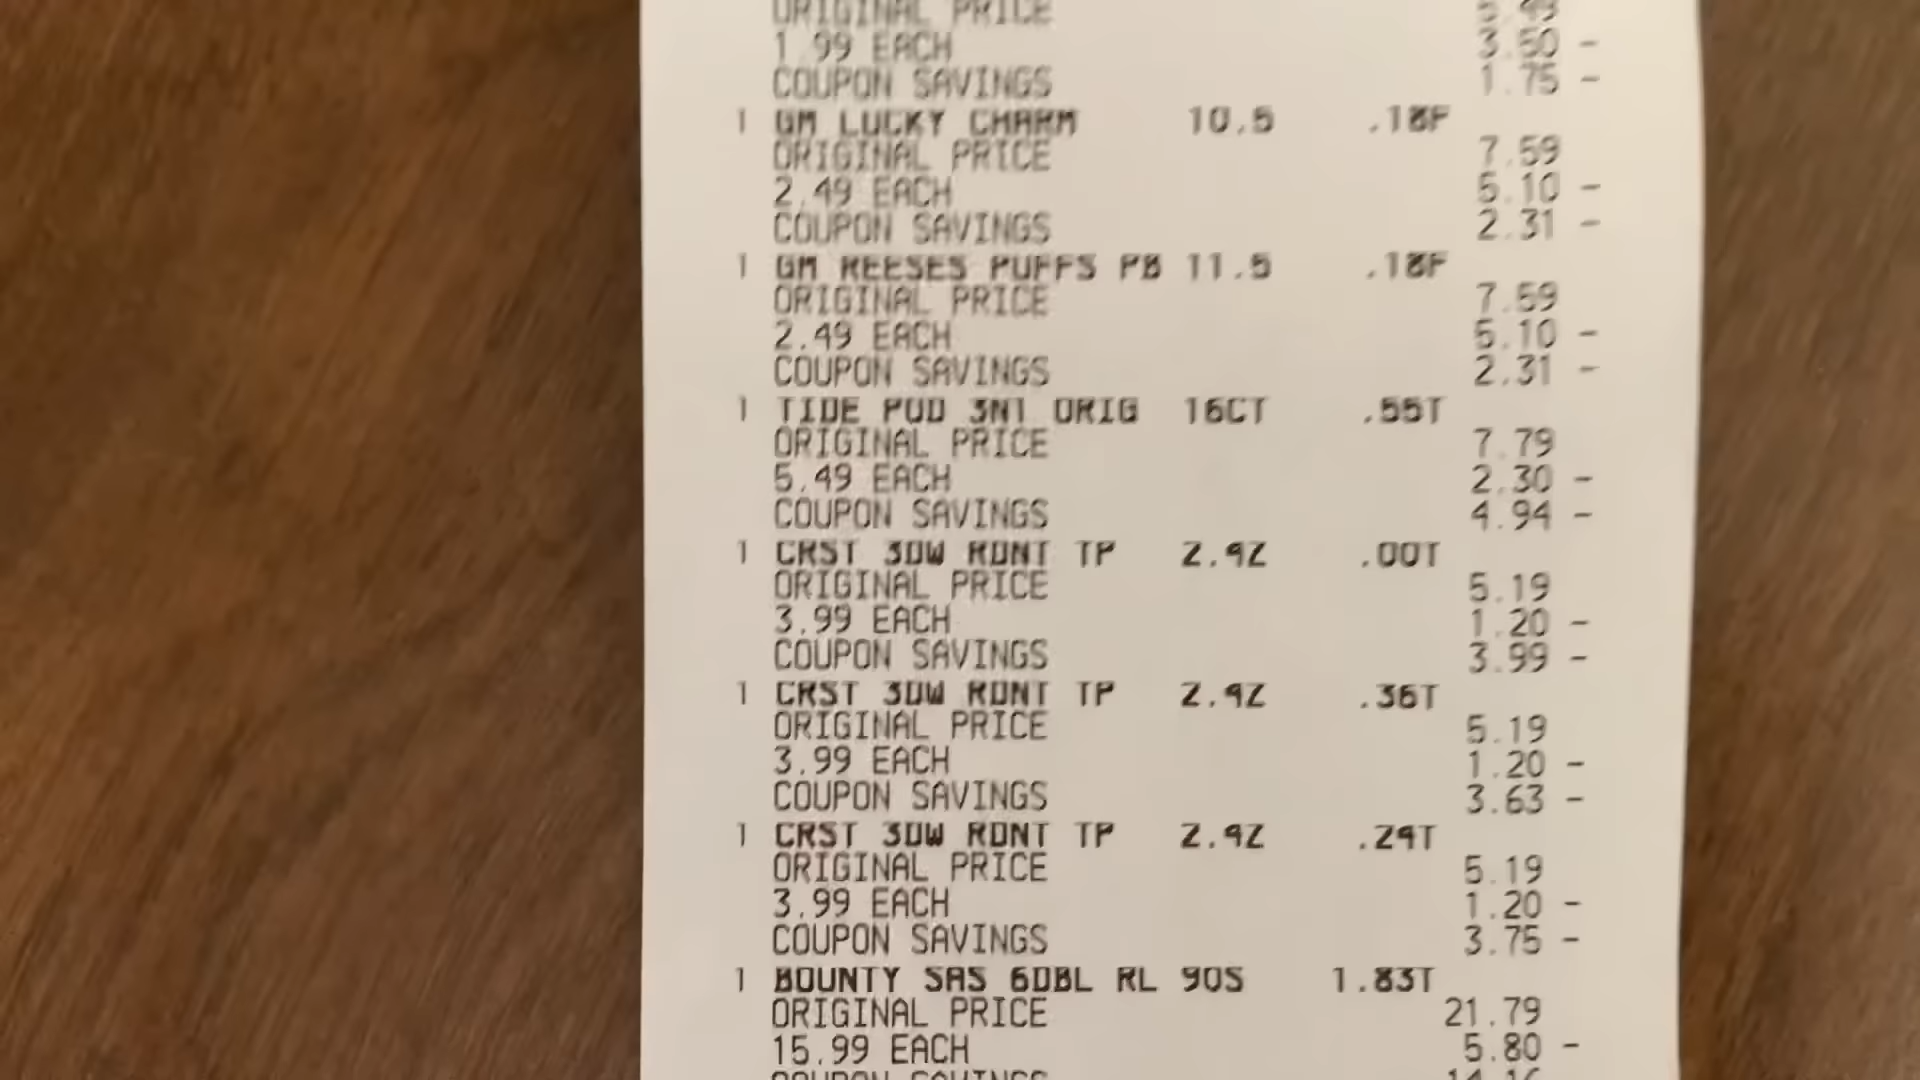 ORIGINAL PRICE
1.99 EACH 3.50 -
COUPON SAVINGS 1.75 -
1 GM LUCKY CHARM 10.5 .18F
ORIGINAL PRICE 7.59
2.49 EACH 5.10 -
COUPON SAVINGS 2.31 -
1 GM REESES PUFFS PB 11.5 .18F
ORIGINAL PRICE 7.59
2.49 EACH 5.10 -
COUPON SAVINGS 2.31 -
1 TIDE POD 3N1 ORIG 16CT .55T
ORIGINAL PRICE 7.79
5.49 EACH 2.30 -
COUPON SAVINGS 4.94 -
1 CRST 3DW RDNT TP 2.4Z .00T
ORIGINAL PRICE 5.19
3.99 EACH 1.20 -
COUPON SAVINGS 3.99 -
1 CRST 3DW RDNT TP 2.4Z .36T
ORIGINAL PRICE 5.19
3.99 EACH 1.20 -
COUPON SAVINGS 3.63 -
1 CRST 3DW RDNT TP 2.4Z .24T
ORIGINAL PRICE 5.19
3.99 EACH 1.20 -
COUPON SAVINGS 3.75 -
1 BOUNTY SAS 6DBL RL 90S 1.83T
ORIGINAL PRICE 21.79
15.99 EACH 5.80 -
COUPON SAVINGS 14.16